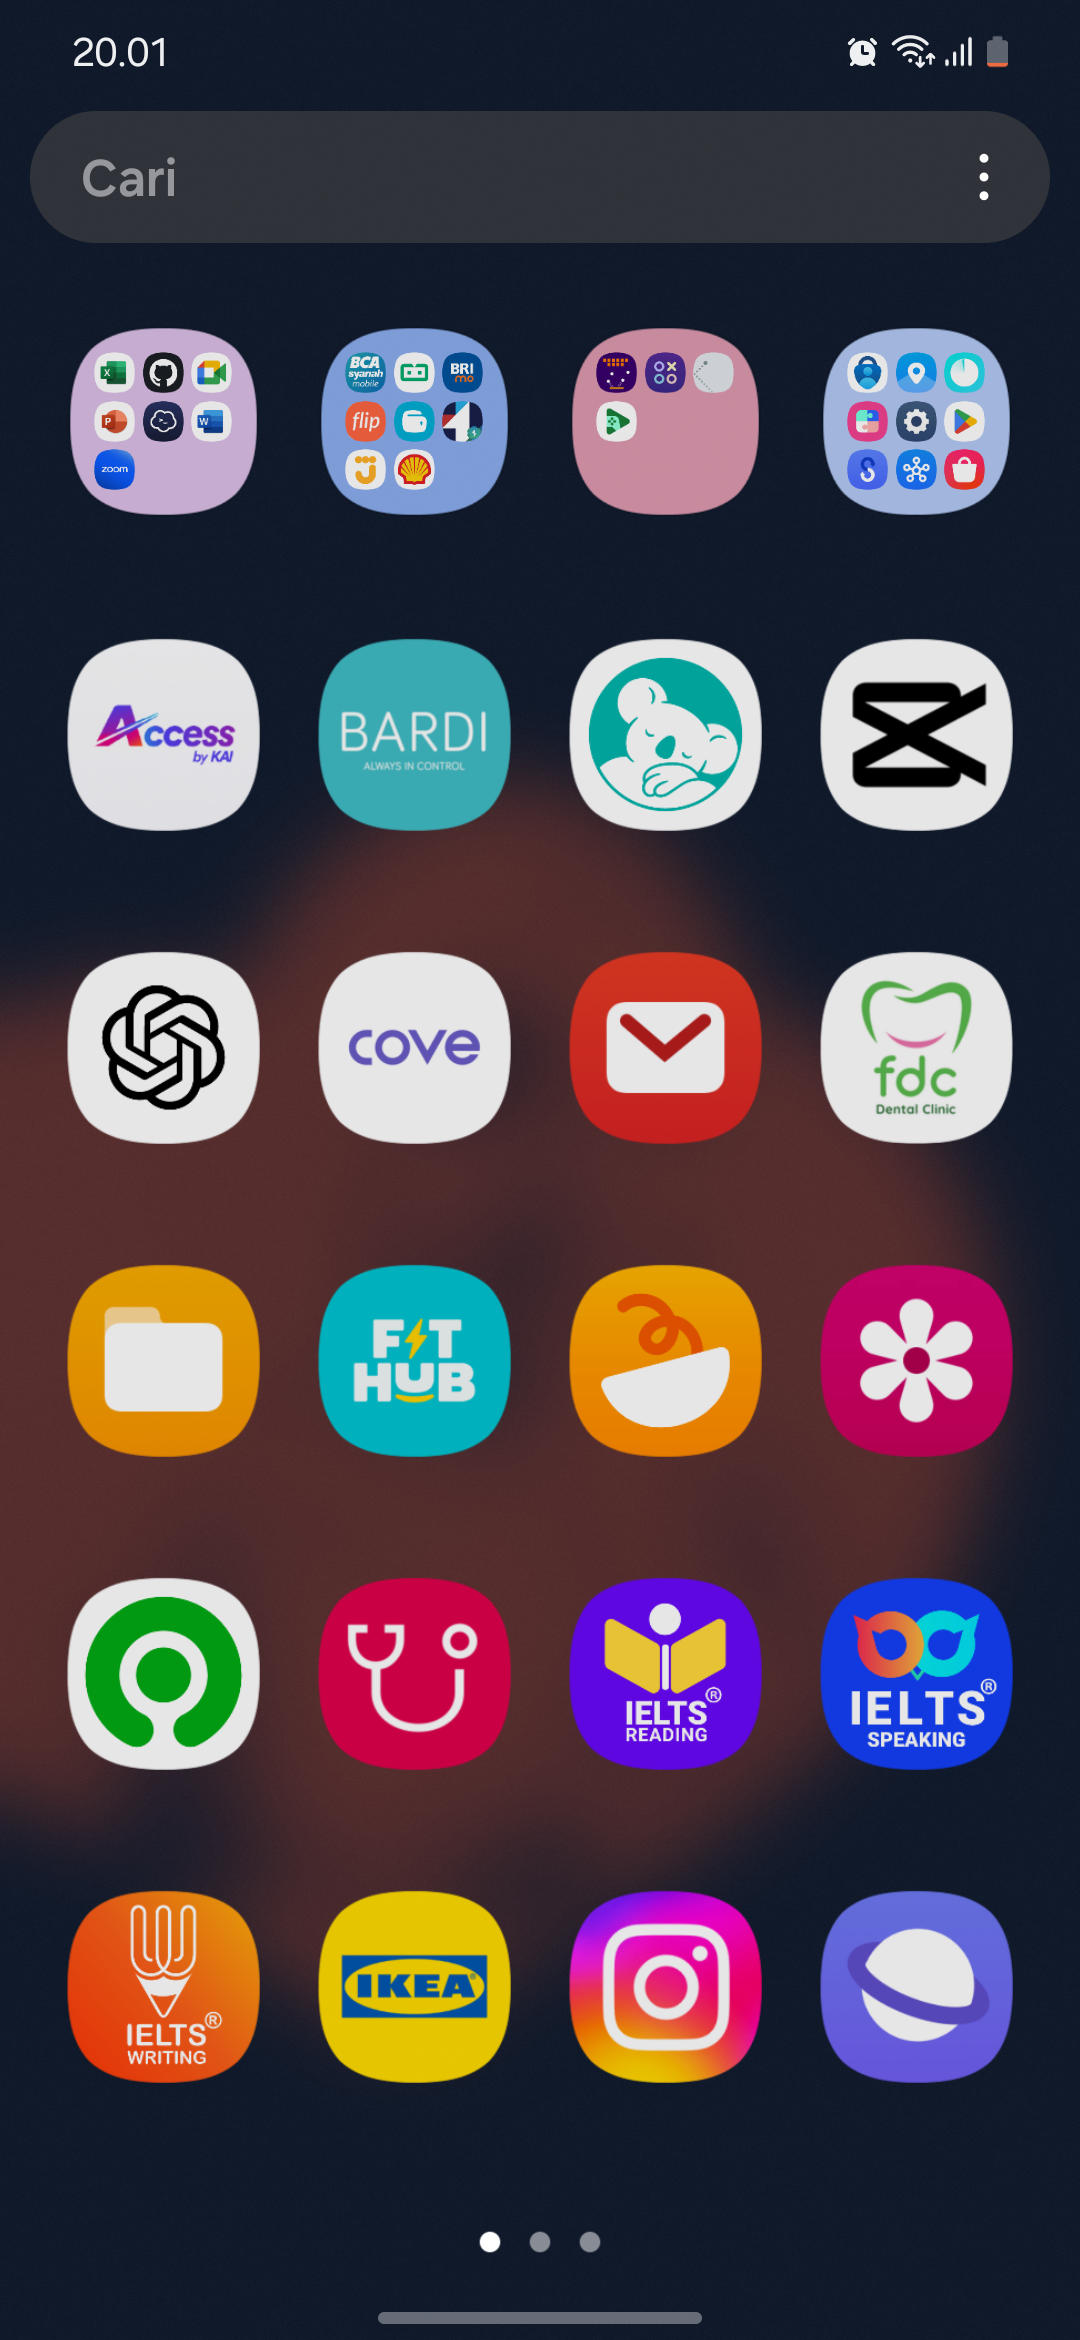 20.01
Cari
BCA
syariah
mobile
BRI
mo
flip
zoom
Access
by KAI
BARDI
ALWAYS IN CONTROL
cove
fdc
Dental Clinic
FIT
HUB
IELTS®
READING
IELTS®
SPEAKING
IELTS®
WRITING
IKEA